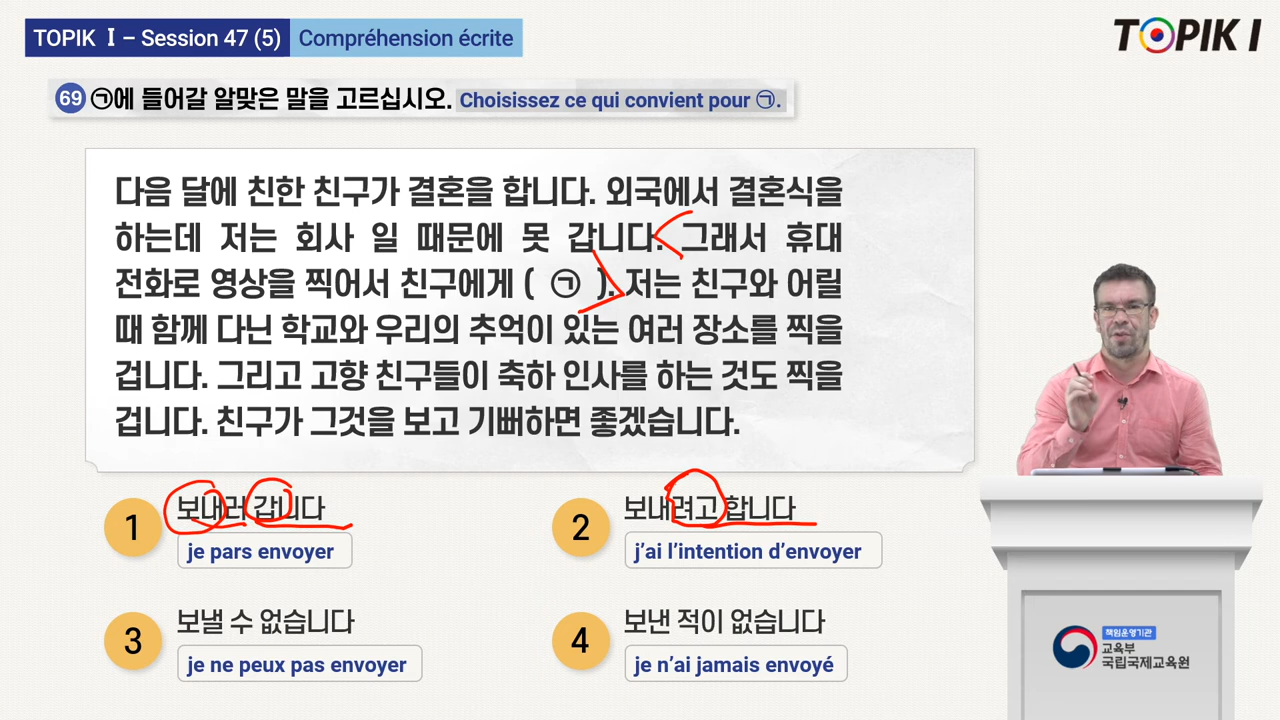 TOPIK Ⅰ – Session 47 (5) Compréhension écrite
TOPIK I
69 ㉠에 들어갈 알맞은 말을 고르십시오. Choisissez ce qui convient pour ㉠.
다음 달에 친한 친구가 결혼을 합니다. 외국에서 결혼식을
하는데 저는 회사 일 때문에 못 갑니다. 그래서 휴대
전화로 영상을 찍어서 친구에게 ( ㉠ ). 저는 친구와 어릴
때 함께 다닌 학교와 우리의 추억이 있는 여러 장소를 찍을
겁니다. 그리고 고향 친구들이 축하 인사를 하는 것도 찍을
겁니다. 친구가 그것을 보고 기뻐하면 좋겠습니다.
1 보내러 갑니다
je pars envoyer
2 보내려고 합니다
j’ai l’intention d’envoyer
3 보낼 수 없습니다
je ne peux pas envoyer
4 보낸 적이 없습니다
je n’ai jamais envoyé
책임운영기관
교육부
국립국제교육원